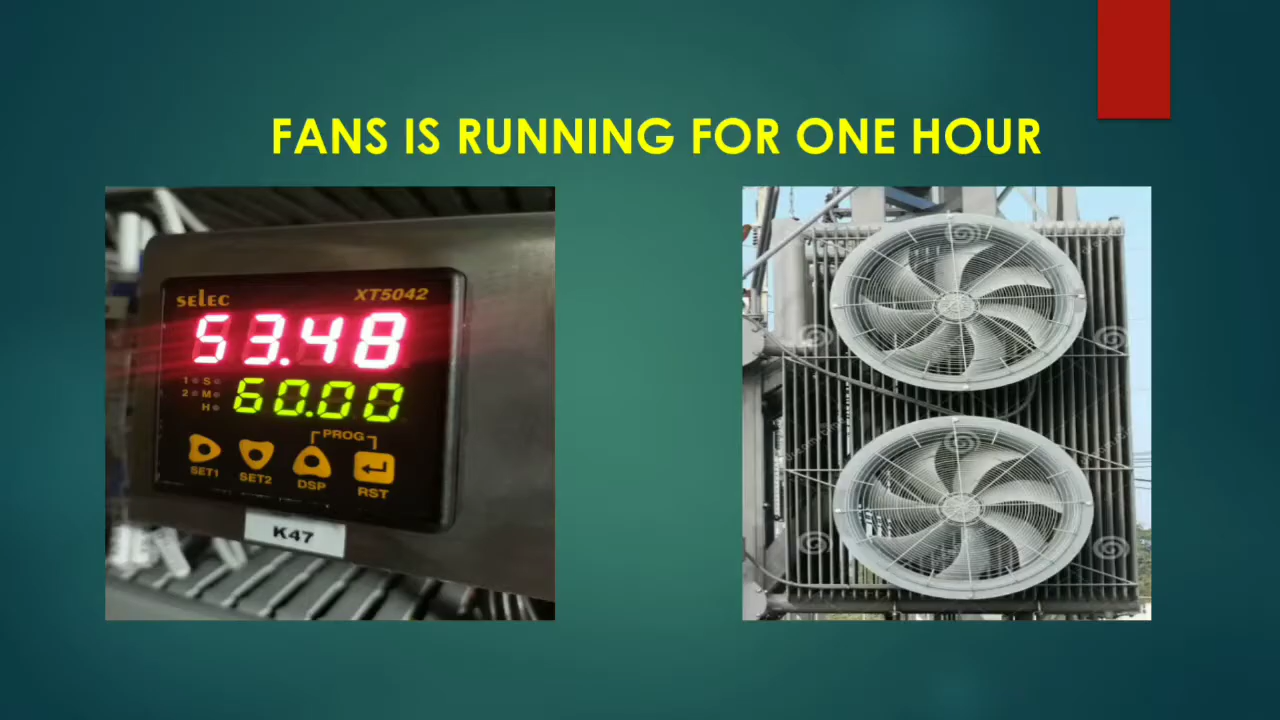 FANS IS RUNNING FOR ONE HOUR
selec
XT5042
53.48
60.00
1 S
2 M
H
PROG
SET1
SET2
DSP
RST
K47